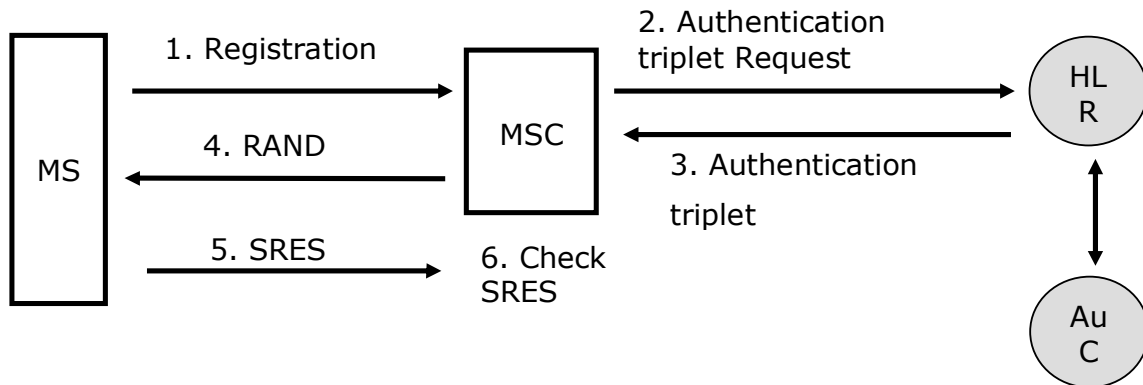 1. Registration
2. Authentication
triplet Request
HL
R
MS
MSC
4. RAND
3. Authentication
triplet
5. SRES
6. Check
SRES
Au
C